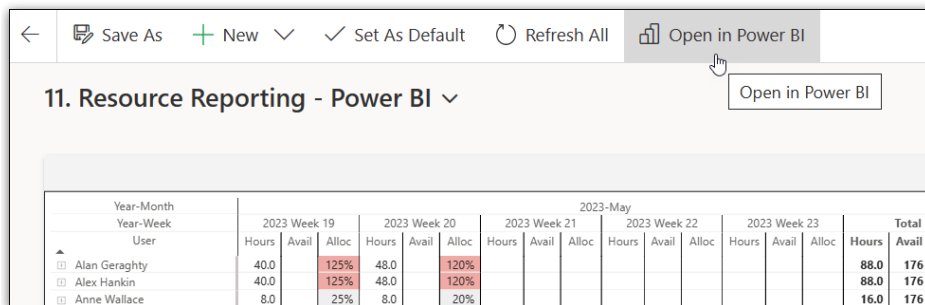 Save As New Set As Default Refresh All Open in Power BI
Open in Power BI
11. Resource Reporting - Power BI
Year-Month 2023-May
Year-Week 2023 Week 19 2023 Week 20 2023 Week 21 2023 Week 22 2023 Week 23 Total
User Hours Avail Alloc Hours Avail Alloc Hours Avail Alloc Hours Avail Alloc Hours Avail Alloc Hours Avail
Alan Geraghty 40.0 125% 48.0 120% 88.0 176
Alex Hankin 40.0 125% 48.0 120% 88.0 176
Anne Wallace 8.0 25% 8.0 20% 16.0 176